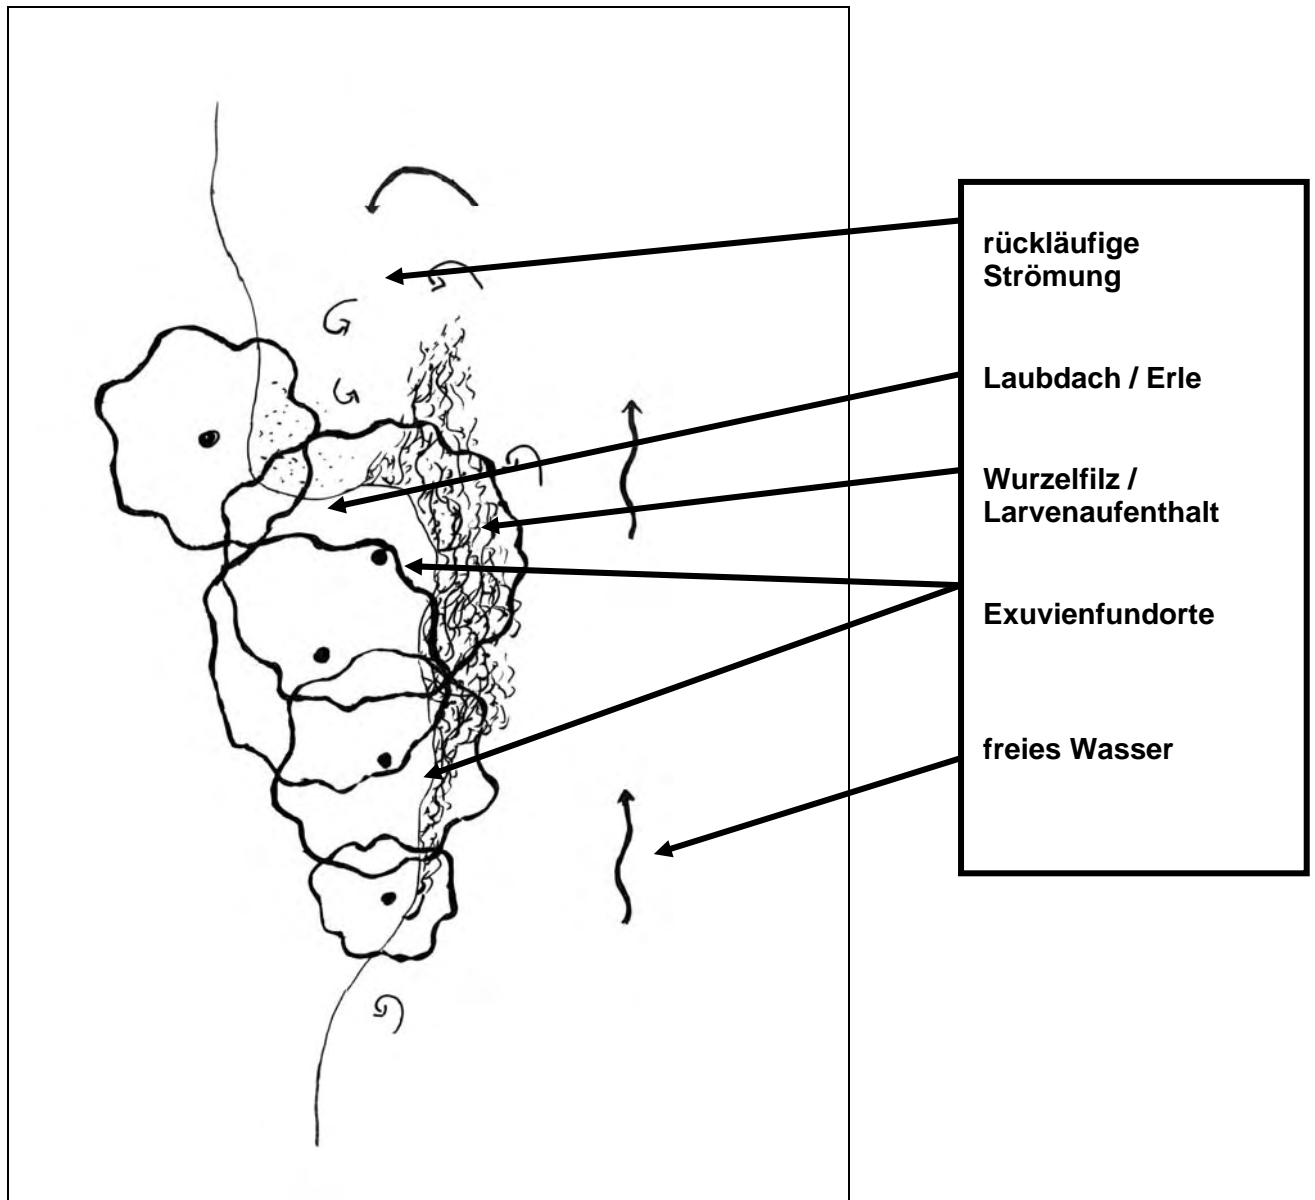 rückläufige
Strömung
Laubdach / Erle
Wurzelfilz /
Larvenaufenthalt
Exuvienfundorte
freies Wasser